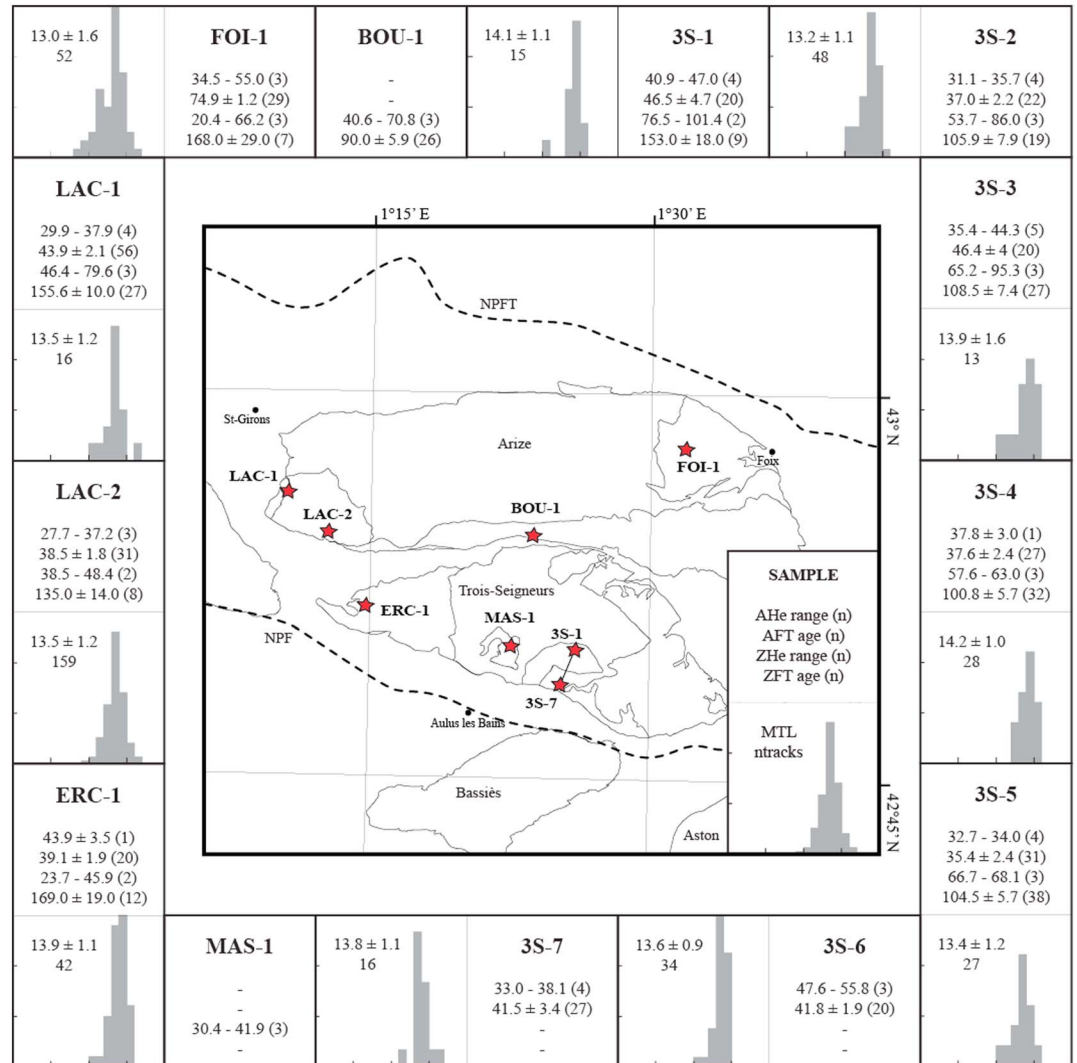 13.0 ± 1.6
52
FOI-1
34.5 - 55.0 (3)
74.9 ± 1.2 (29)
20.4 - 66.2 (3)
168.0 ± 29.0 (7)
BOU-1
-
-
40.6 - 70.8 (3)
90.0 ± 5.9 (26)
14.1 ± 1.1
15
3S-1
40.9 - 47.0 (4)
46.5 ± 4.7 (20)
76.5 - 101.4 (2)
153.0 ± 18.0 (9)
13.2 ± 1.1
48
3S-2
31.1 - 35.7 (4)
37.0 ± 2.2 (22)
53.7 - 86.0 (3)
105.9 ± 7.9 (19)
LAC-1
29.9 - 37.9 (4)
43.9 ± 2.1 (56)
46.4 - 79.6 (3)
155.6 ± 10.0 (27)
13.5 ± 1.2
16
LAC-2
27.7 - 37.2 (3)
38.5 ± 1.8 (31)
38.5 - 48.4 (2)
135.0 ± 14.0 (8)
13.5 ± 1.2
159
ERC-1
43.9 ± 3.5 (1)
39.1 ± 1.9 (20)
23.7 - 45.9 (2)
169.0 ± 19.0 (12)
13.9 ± 1.1
42
1°15' E
1°30' E
NPFT
43° N
St-Girons
Arize
Foix
FOI-1
LAC-1
LAC-2
BOU-1
Trois-Seigneurs
ERC-1
MAS-1
3S-1
NPF
3S-7
Aulus les Bains
Bassiès
Aston
42°45' N
SAMPLE
AHe range (n)
AFT age (n)
ZHe range (n)
ZFT age (n)
MTL
ntracks
3S-3
35.4 - 44.3 (5)
46.4 ± 4 (20)
65.2 - 95.3 (3)
108.5 ± 7.4 (27)
13.9 ± 1.6
13
3S-4
37.8 ± 3.0 (1)
37.6 ± 2.4 (27)
57.6 - 63.0 (3)
100.8 ± 5.7 (32)
14.2 ± 1.0
28
3S-5
32.7 - 34.0 (4)
35.4 ± 2.4 (31)
66.7 - 68.1 (3)
104.5 ± 5.7 (38)
MAS-1
-
-
30.4 - 41.9 (3)
-
13.8 ± 1.1
16
3S-7
33.0 - 38.1 (4)
41.5 ± 3.4 (27)
-
-
13.6 ± 0.9
34
3S-6
47.6 - 55.8 (3)
41.8 ± 1.9 (20)
-
-
13.4 ± 1.2
27